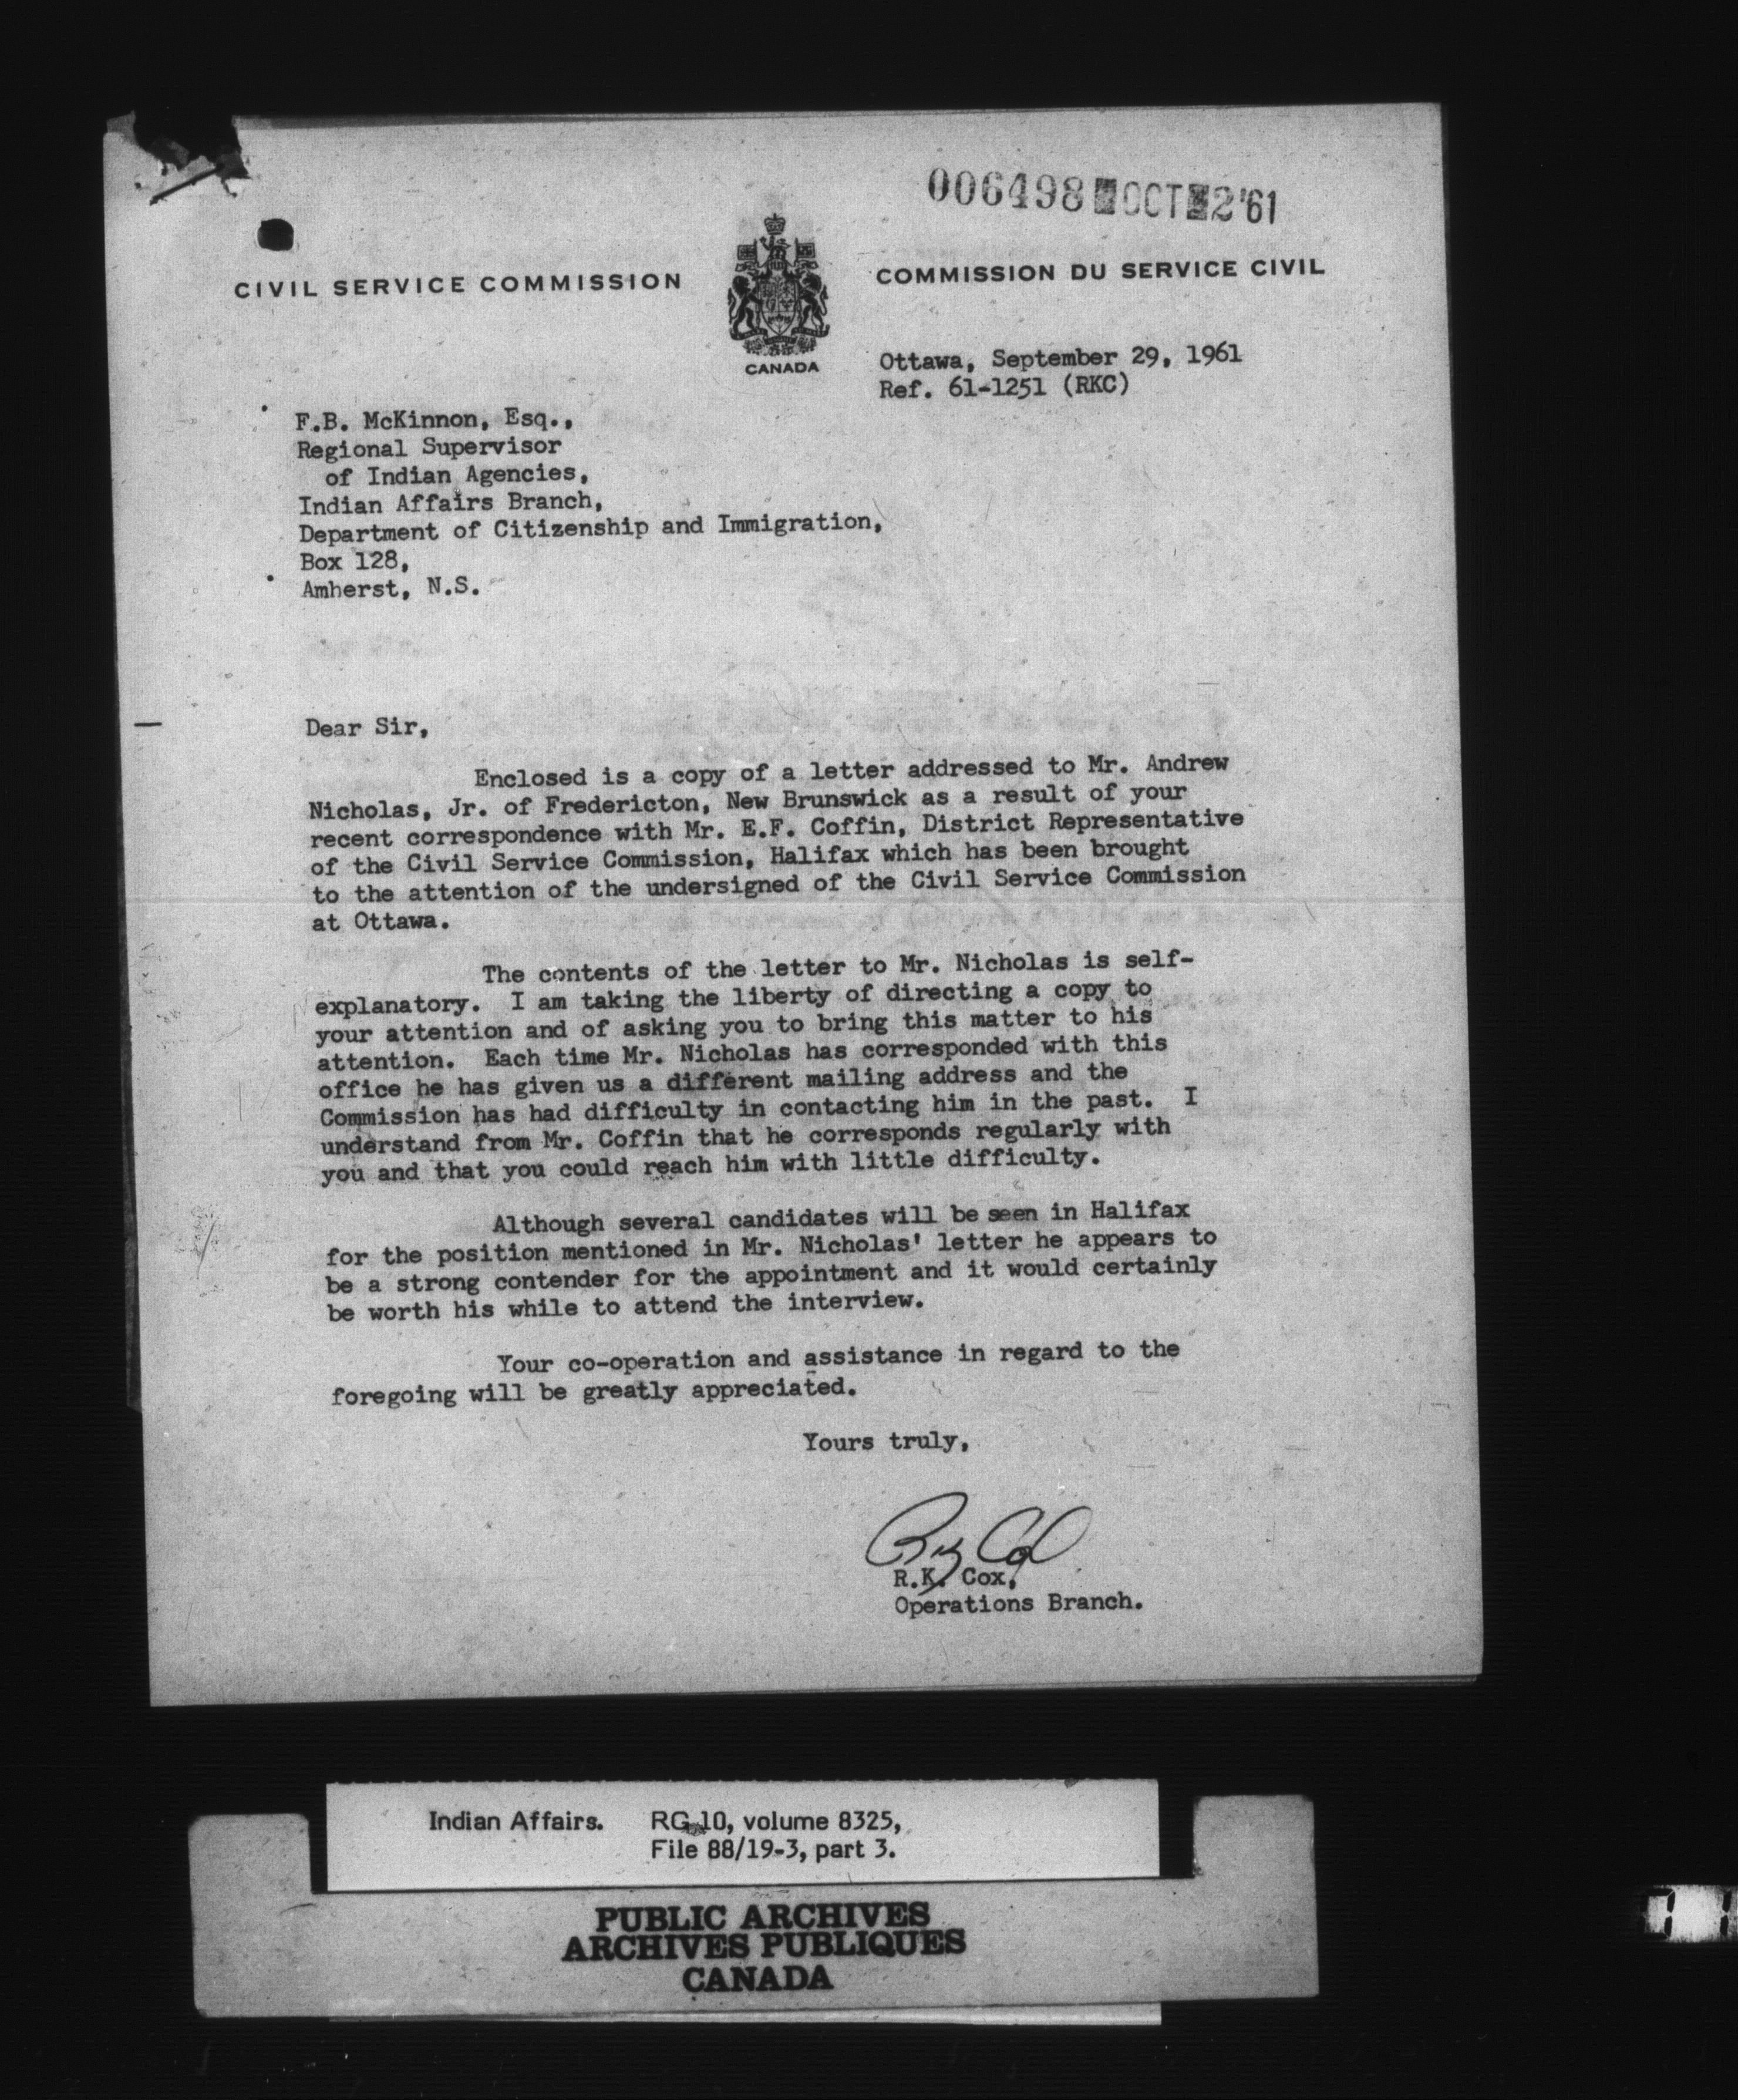 006498 OCT 2 '61
CIVIL SERVICE COMMISSION
COMMISSION DU SERVICE CIVIL
CANADA
Ottawa, September 29, 1961
Ref. 61-1251 (RKC)
F.B. McKinnon, Esq.,
Regional Supervisor
of Indian Agencies,
Indian Affairs Branch,
Department of Citizenship and Immigration,
Box 128,
Amherst, N.S.
Dear Sir,
Enclosed is a copy of a letter addressed to Mr. Andrew
Nicholas, Jr. of Fredericton, New Brunswick as a result of your
recent correspondence with Mr. E.F. Coffin, District Representative
of the Civil Service Commission, Halifax which has been brought
to the attention of the undersigned of the Civil Service Commission
at Ottawa.
The contents of the letter to Mr. Nicholas is self-
explanatory. I am taking the liberty of directing a copy to
your attention and of asking you to bring this matter to his
attention. Each time Mr. Nicholas has corresponded with this
office he has given us a different mailing address and the
Commission has had difficulty in contacting him in the past. I
understand from Mr. Coffin that he corresponds regularly with
you and that you could reach him with little difficulty.
Although several candidates will be seen in Halifax
for the position mentioned in Mr. Nicholas' letter he appears to
be a strong contender for the appointment and it would certainly
be worth his while to attend the interview.
Your co-operation and assistance in regard to the
foregoing will be greatly appreciated.
Yours truly,
R.K. Cox,
Operations Branch.
Indian Affairs. RG 10, volume 8325,
File 88/19-3, part 3.
PUBLIC ARCHIVES
ARCHIVES PUBLIQUES
CANADA